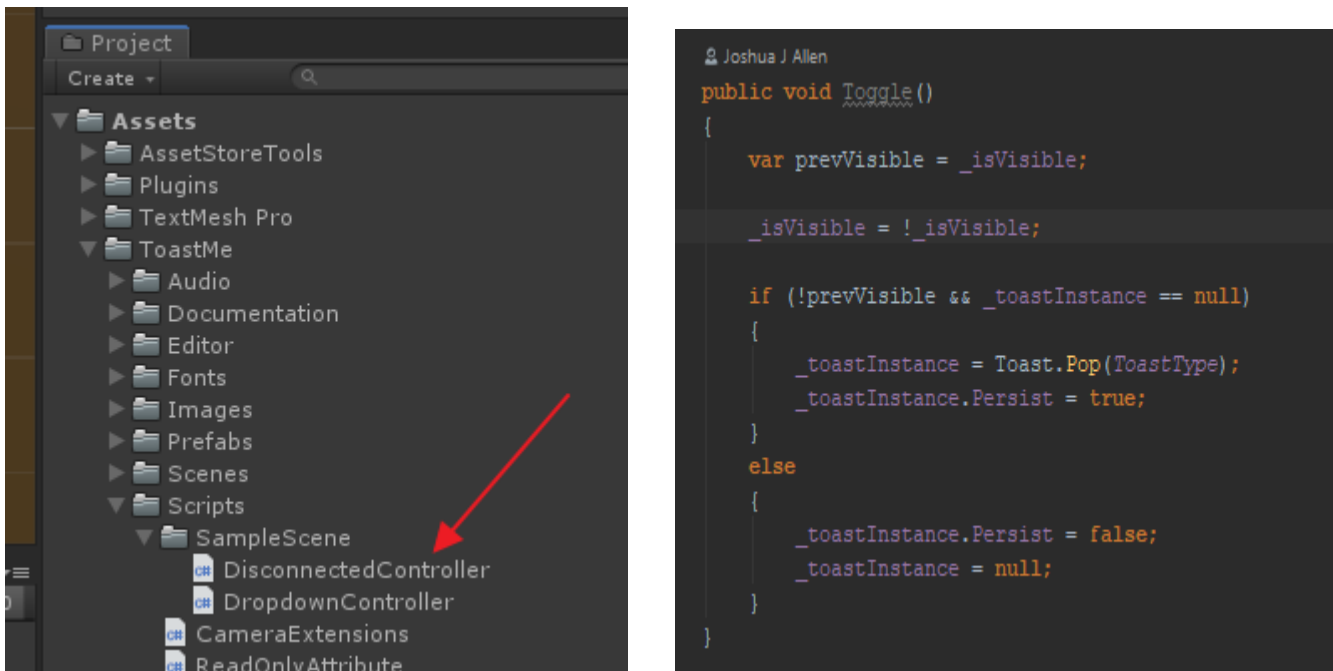 Project
Create
Assets
AssetStoreTools
Plugins
TextMesh Pro
ToastMe
Audio
Documentation
Editor
Fonts
Images
Prefabs
Scenes
Scripts
SampleScene
c# DisconnectedController
c# DropdownController
c# CameraExtensions
c# ReadOnlyAttribute
Joshua J Allen
public void Toggle()
{
var prevVisible = _isVisible;
_isVisible = !_isVisible;
if (!prevVisible && _toastInstance == null)
{
_toastInstance = Toast.Pop(ToastType);
_toastInstance.Persist = true;
}
else
{
_toastInstance.Persist = false;
_toastInstance = null;
}
}